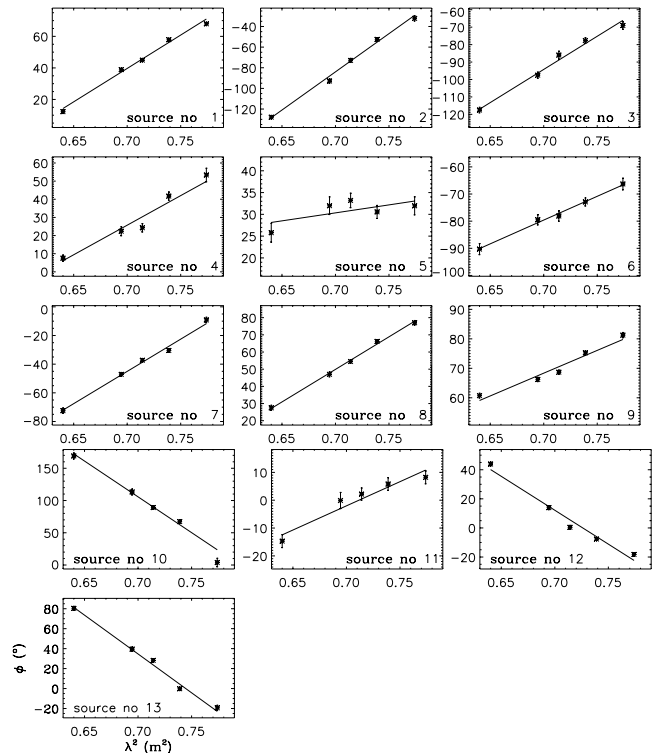 60
40
20
source no 1
0.65 0.70 0.75
-40
-60
-80
-100
-120
source no 2
0.65 0.70 0.75
-60
-70
-80
-90
-100
-110
-120
source no 3
0.65 0.70 0.75
60
50
40
30
20
10
0
source no 4
0.65 0.70 0.75
40
35
30
25
20
source no 5
0.65 0.70 0.75
-60
-70
-80
-90
-100
source no 6
0.65 0.70 0.75
0
-20
-40
-60
-80
source no 7
0.65 0.70 0.75
80
70
60
50
40
30
20
source no 8
0.65 0.70 0.75
90
80
70
60
source no 9
0.65 0.70 0.75
150
100
50
0
source no 10
0.65 0.70 0.75
10
0
-10
-20
source no 11
0.65 0.70 0.75
40
20
0
-20
source no 12
0.65 0.70 0.75
80
60
40
20
0
-20
ϕ (°)
source no 13
0.65 0.70 0.75
λ² (m²)